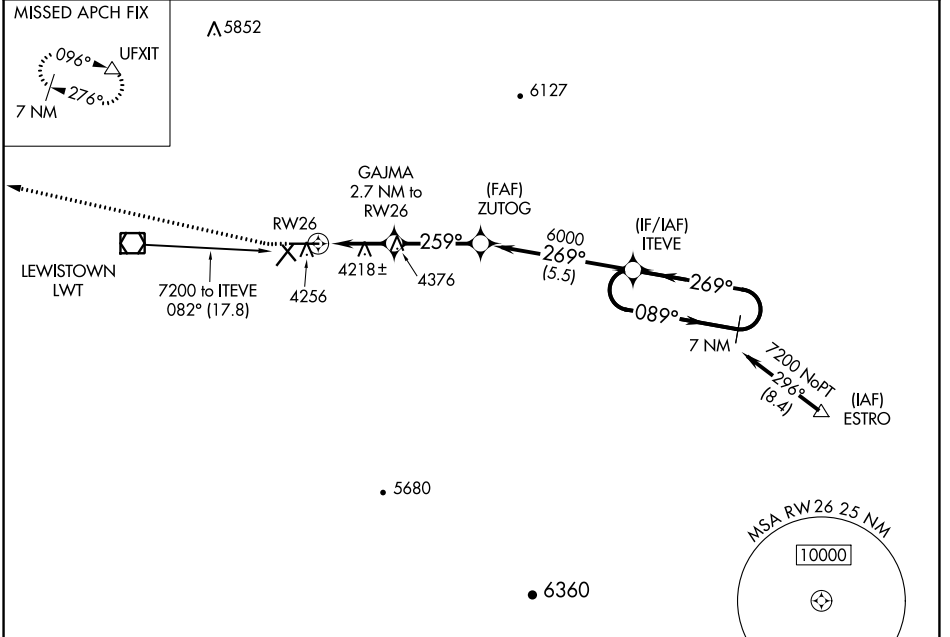 MISSED APCH FIX
5852
096°
UFXIT
276°
7 NM
6127
GAJMA
2.7 NM to
RW26
(FAF)
ZUTOG
(IF/IAF)
ITEVE
RW26
259°
6000
269°
(5.5)
LEWISTOWN
LWT
4218±
4376
4256
269°
089°
7200 to ITEVE
082° (17.8)
7 NM
7200 NoPT
296°
(8.4)
(IAF)
ESTRO
5680
MSA RW26 25 NM
10000
6360